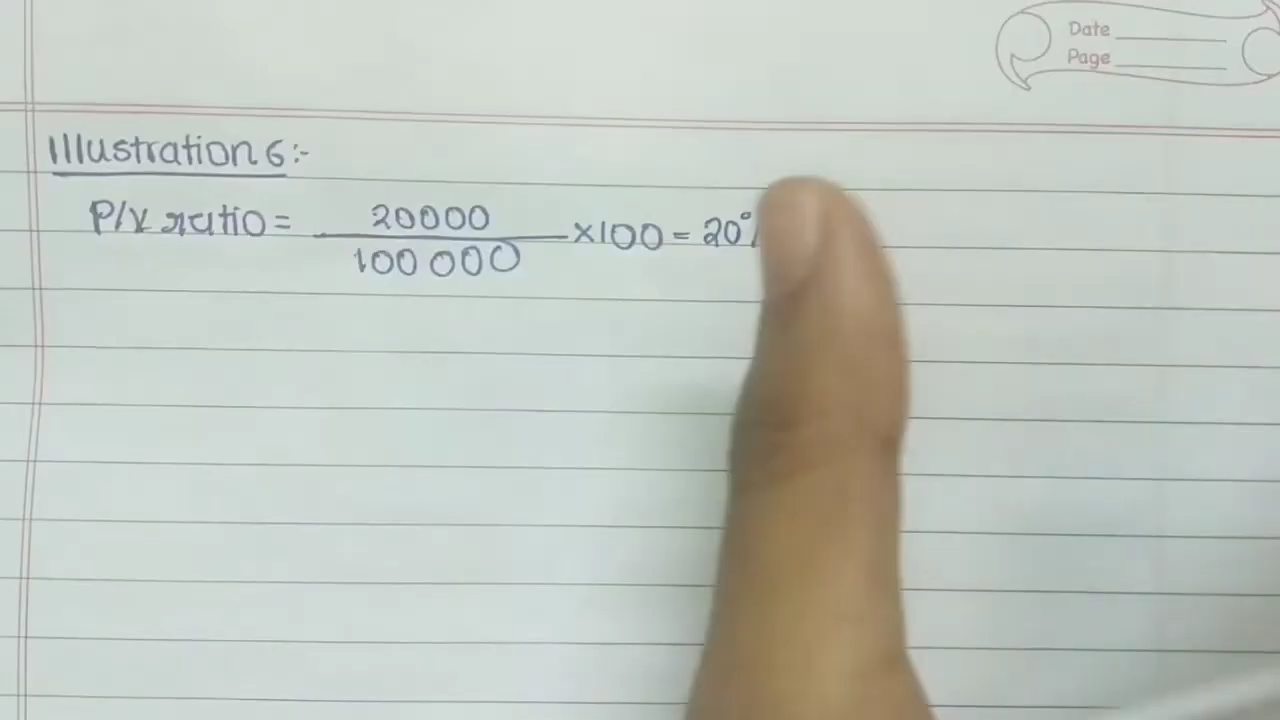 Date
Page
Illustration 6:-
P/V ratio = 20000 / 100 000 ×100 = 20%